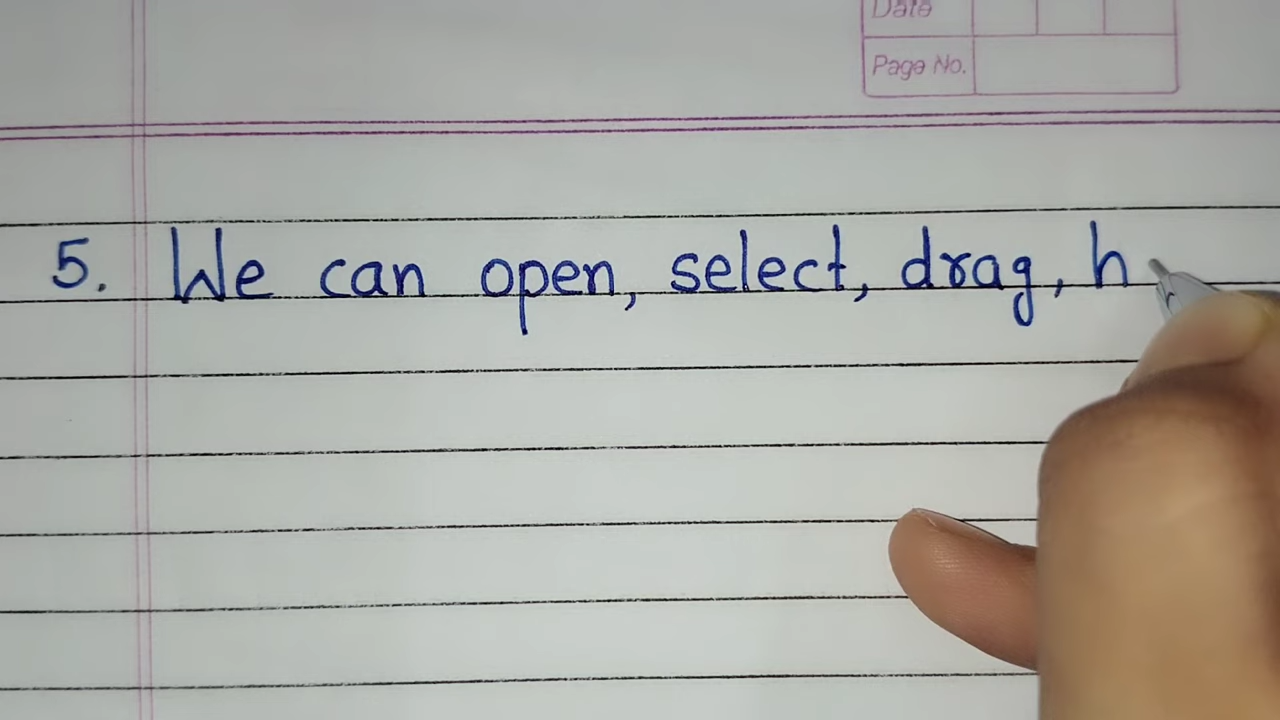 Date
Page No.
5. We can open, select, drag, h